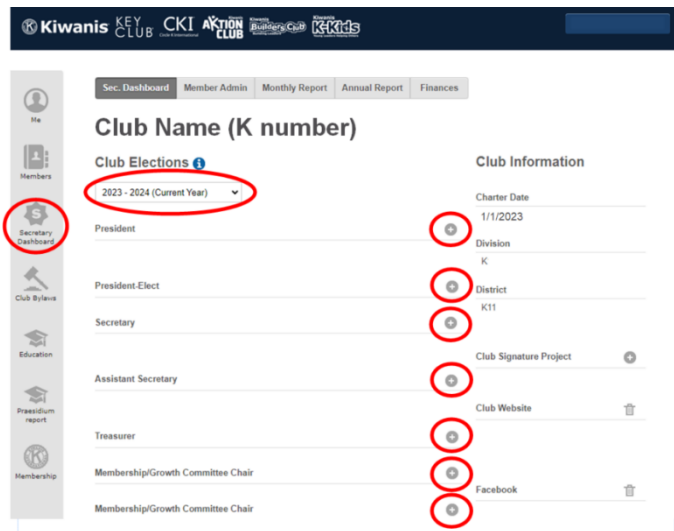 Kiwanis KEY CLUB CKI AKTION CLUB Builders Club K-Kids
Sec. Dashboard Member Admin Monthly Report Annual Report Finances
Me
Members
Secretary
Dashboard
Club Bylaws
Education
Praesidium
report
Membership
Club Name (K number)
Club Elections
2023 - 2024 (Current Year)
President
President-Elect
Secretary
Assistant Secretary
Treasurer
Membership/Growth Committee Chair
Membership/Growth Committee Chair
Club Information
Charter Date
1/1/2023
Division
K
District
K11
Club Signature Project
Club Website
Facebook